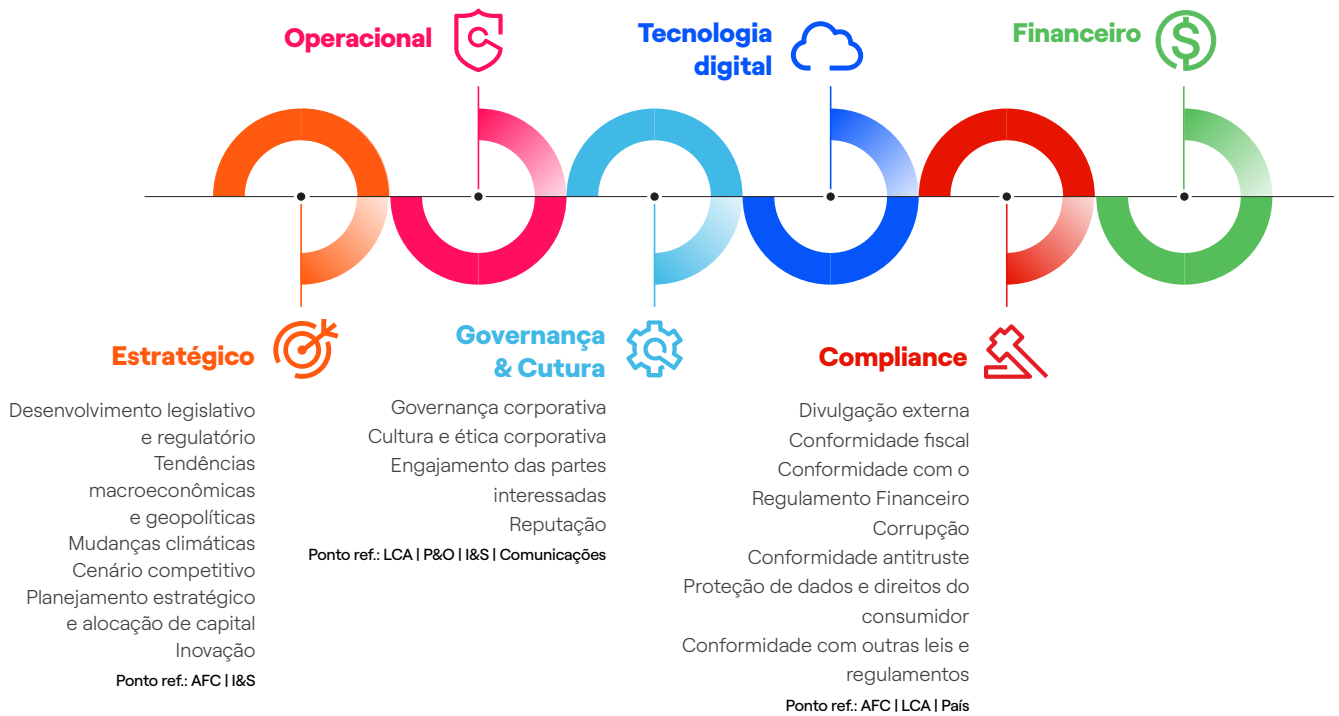 Operacional
Tecnologia
digital
Financeiro
Estratégico
Desenvolvimento legislativo
e regulatório
Tendências
macroeconômicas
e geopolíticas
Mudanças climáticas
Cenário competitivo
Planejamento estratégico
e alocação de capital
Inovação
Ponto ref.: AFC | I&S
Governança
& Cutura
Governança corporativa
Cultura e ética corporativa
Engajamento das partes
interessadas
Reputação
Ponto ref.: LCA | P&O | I&S | Comunicações
Compliance
Divulgação externa
Conformidade fiscal
Conformidade com o
Regulamento Financeiro
Corrupção
Conformidade antitruste
Proteção de dados e direitos do
consumidor
Conformidade com outras leis e
regulamentos
Ponto ref.: AFC | LCA | País